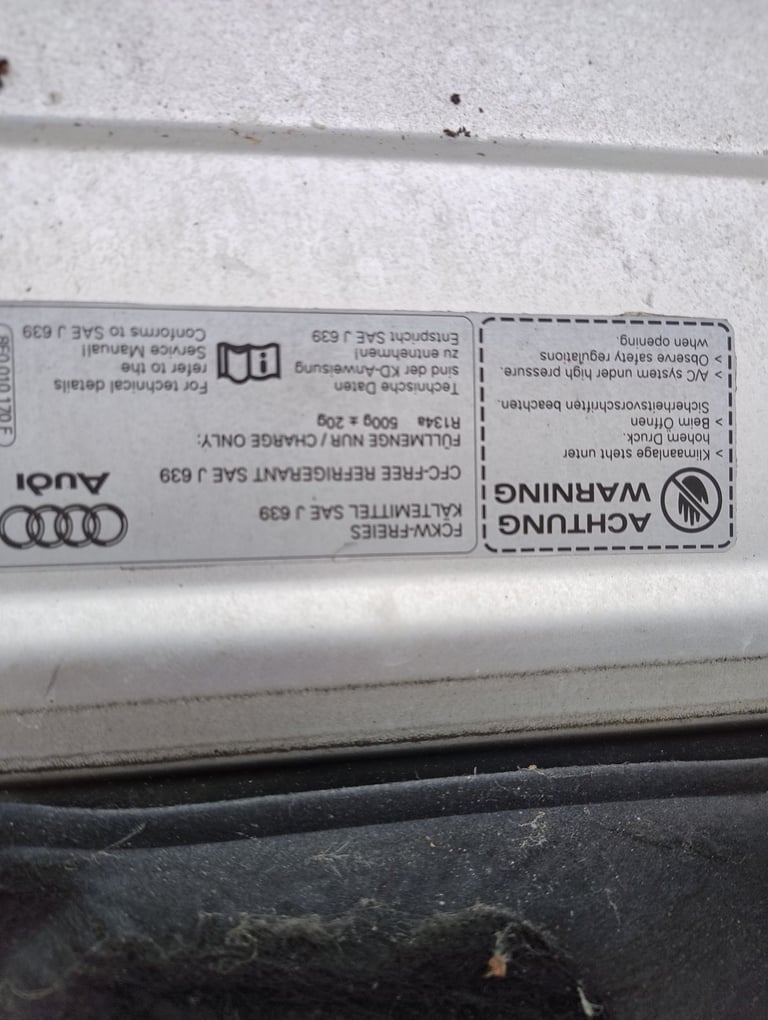 ACHTUNG
WARNING
> Klimaanlage steht unter
hohem Druck.
> Beim Öffnen
Sicherheitsvorschriften beachten.
> A/C system under high pressure.
> Observe safety regulations
when opening.
FCKW-FREIES
KÄLTEMITTEL SAE J 639
CFC-FREE REFRIGERANT SAE J 639
FÜLLMENGE NUR / CHARGE ONLY:
R134a 500g ± 20g
Technische Daten
sind der KD-Anweisung
zu entnehmen!
Entspricht SAE J 639
Audi
For technical details
refer to the
Service Manual!
Conforms to SAE J 639
8E0 010 170 F